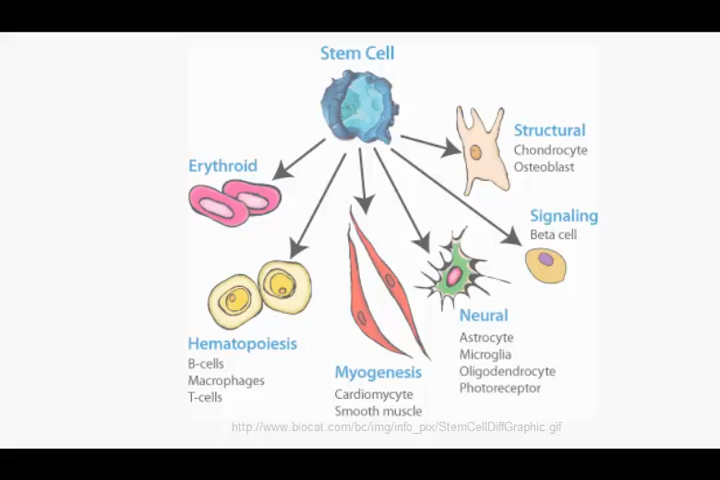 Stem Cell
Structural
Chondrocyte
Osteoblast
Erythroid
Signaling
Beta cell
Neural
Astrocyte
Microglia
Oligodendrocyte
Photoreceptor
Hematopoiesis
B-cells
Macrophages
T-cells
Myogenesis
Cardiomycyte
Smooth muscle
http://www.biocat.com/bc/img/info_pix/StemCellDiffGraphic.gif